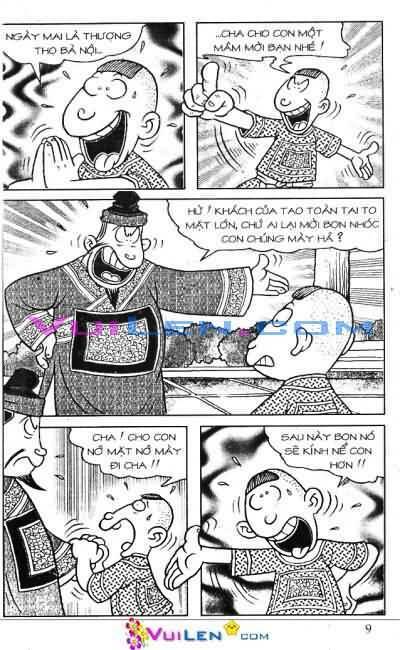 NGÀY MAI LÀ THƯỢNG
THỌ BÀ NỘI...
...CHA CHO CON MỘT
MÂM MỜI BẠN NHÉ !
HỪ ! KHÁCH CỦA TAO TOÀN TAI TO
MẶT LỚN, CHỨ AI LẠI MỜI BỌN NHÓC
CON CHÚNG MÀY HẢ ?
VUILEN.COM
CHA ! CHO CON
NỞ MẶT NỞ MÀY
ĐI CHA !!
SAU NÀY BỌN NÓ
SẼ KÍNH NỂ CON
HƠN !!
9
VUILEN.COM